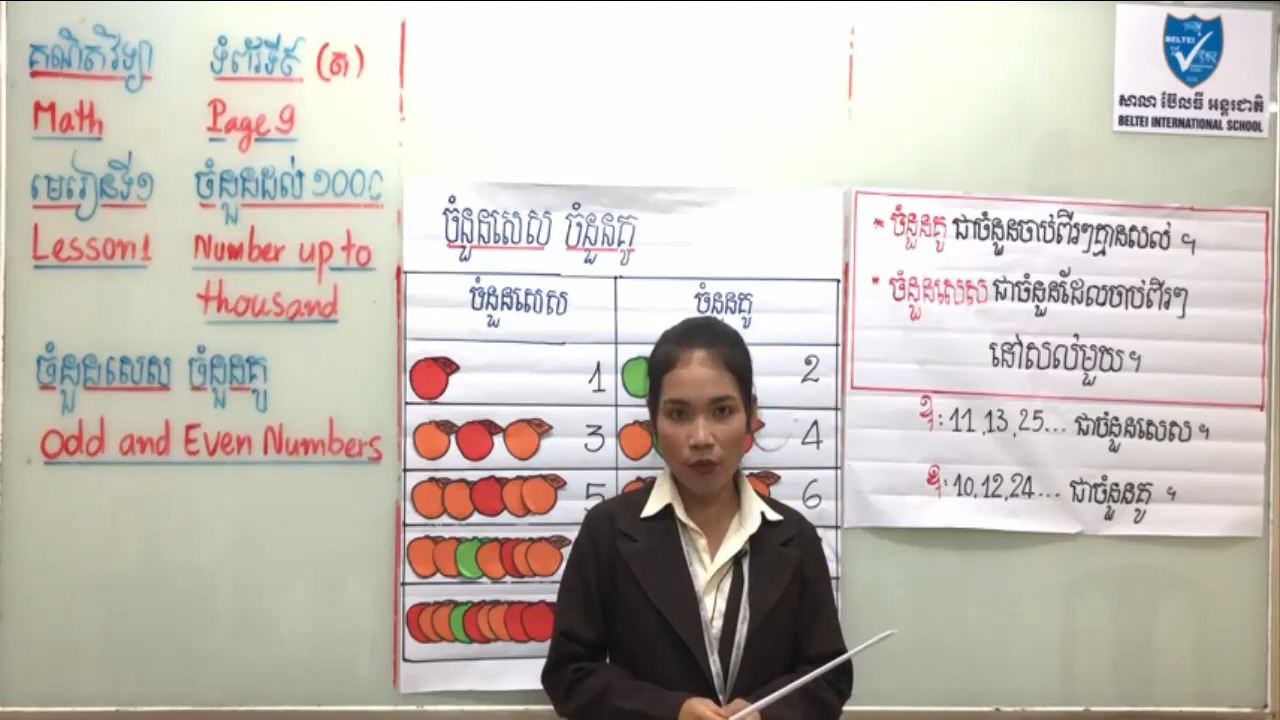 គណិតវិទ្យា ទំព័រទី៩ (ត)
Math Page 9
មេរៀនទី១ ចំនួនដល់ ១០០០
Lesson 1 Number up to
thousand
ចំនួនសេស ចំនួនគូ
Odd and Even Numbers
ចំនួនសេស ចំនួនគូ
ចំនួនសេស ចំនួនគូ
1 2
3 4
5 6
* ចំនួនគូ ជាចំនួនចាប់ពីរៗគ្មានសល់ ។
* ចំនួនសេស ជាចំនួនដែលចាប់ពីរៗ
នៅសល់មួយ។
ឧ: 11,13,25... ជាចំនួនសេស។
ឧ: 10,12,24... ជាចំនួនគូ ។
BELTEI
សាលា ប៊ែលធី អន្តរជាតិ
BELTEI INTERNATIONAL SCHOOL